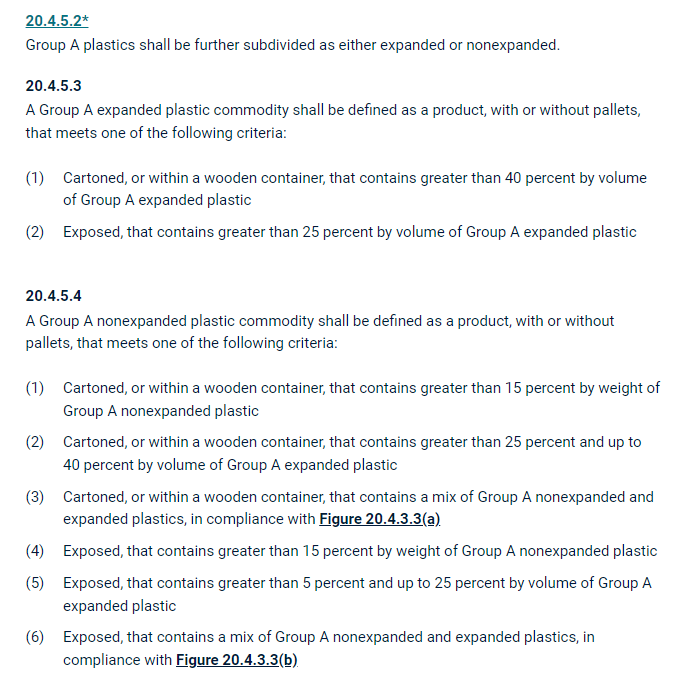 20.4.5.2*
Group A plastics shall be further subdivided as either expanded or nonexpanded.
20.4.5.3
A Group A expanded plastic commodity shall be defined as a product, with or without pallets,
that meets one of the following criteria:
(1) Cartoned, or within a wooden container, that contains greater than 40 percent by volume
of Group A expanded plastic
(2) Exposed, that contains greater than 25 percent by volume of Group A expanded plastic
20.4.5.4
A Group A nonexpanded plastic commodity shall be defined as a product, with or without
pallets, that meets one of the following criteria:
(1) Cartoned, or within a wooden container, that contains greater than 15 percent by weight of
Group A nonexpanded plastic
(2) Cartoned, or within a wooden container, that contains greater than 25 percent and up to
40 percent by volume of Group A expanded plastic
(3) Cartoned, or within a wooden container, that contains a mix of Group A nonexpanded and
expanded plastics, in compliance with Figure 20.4.3.3(a)
(4) Exposed, that contains greater than 15 percent by weight of Group A nonexpanded plastic
(5) Exposed, that contains greater than 5 percent and up to 25 percent by volume of Group A
expanded plastic
(6) Exposed, that contains a mix of Group A nonexpanded and expanded plastics, in
compliance with Figure 20.4.3.3(b)